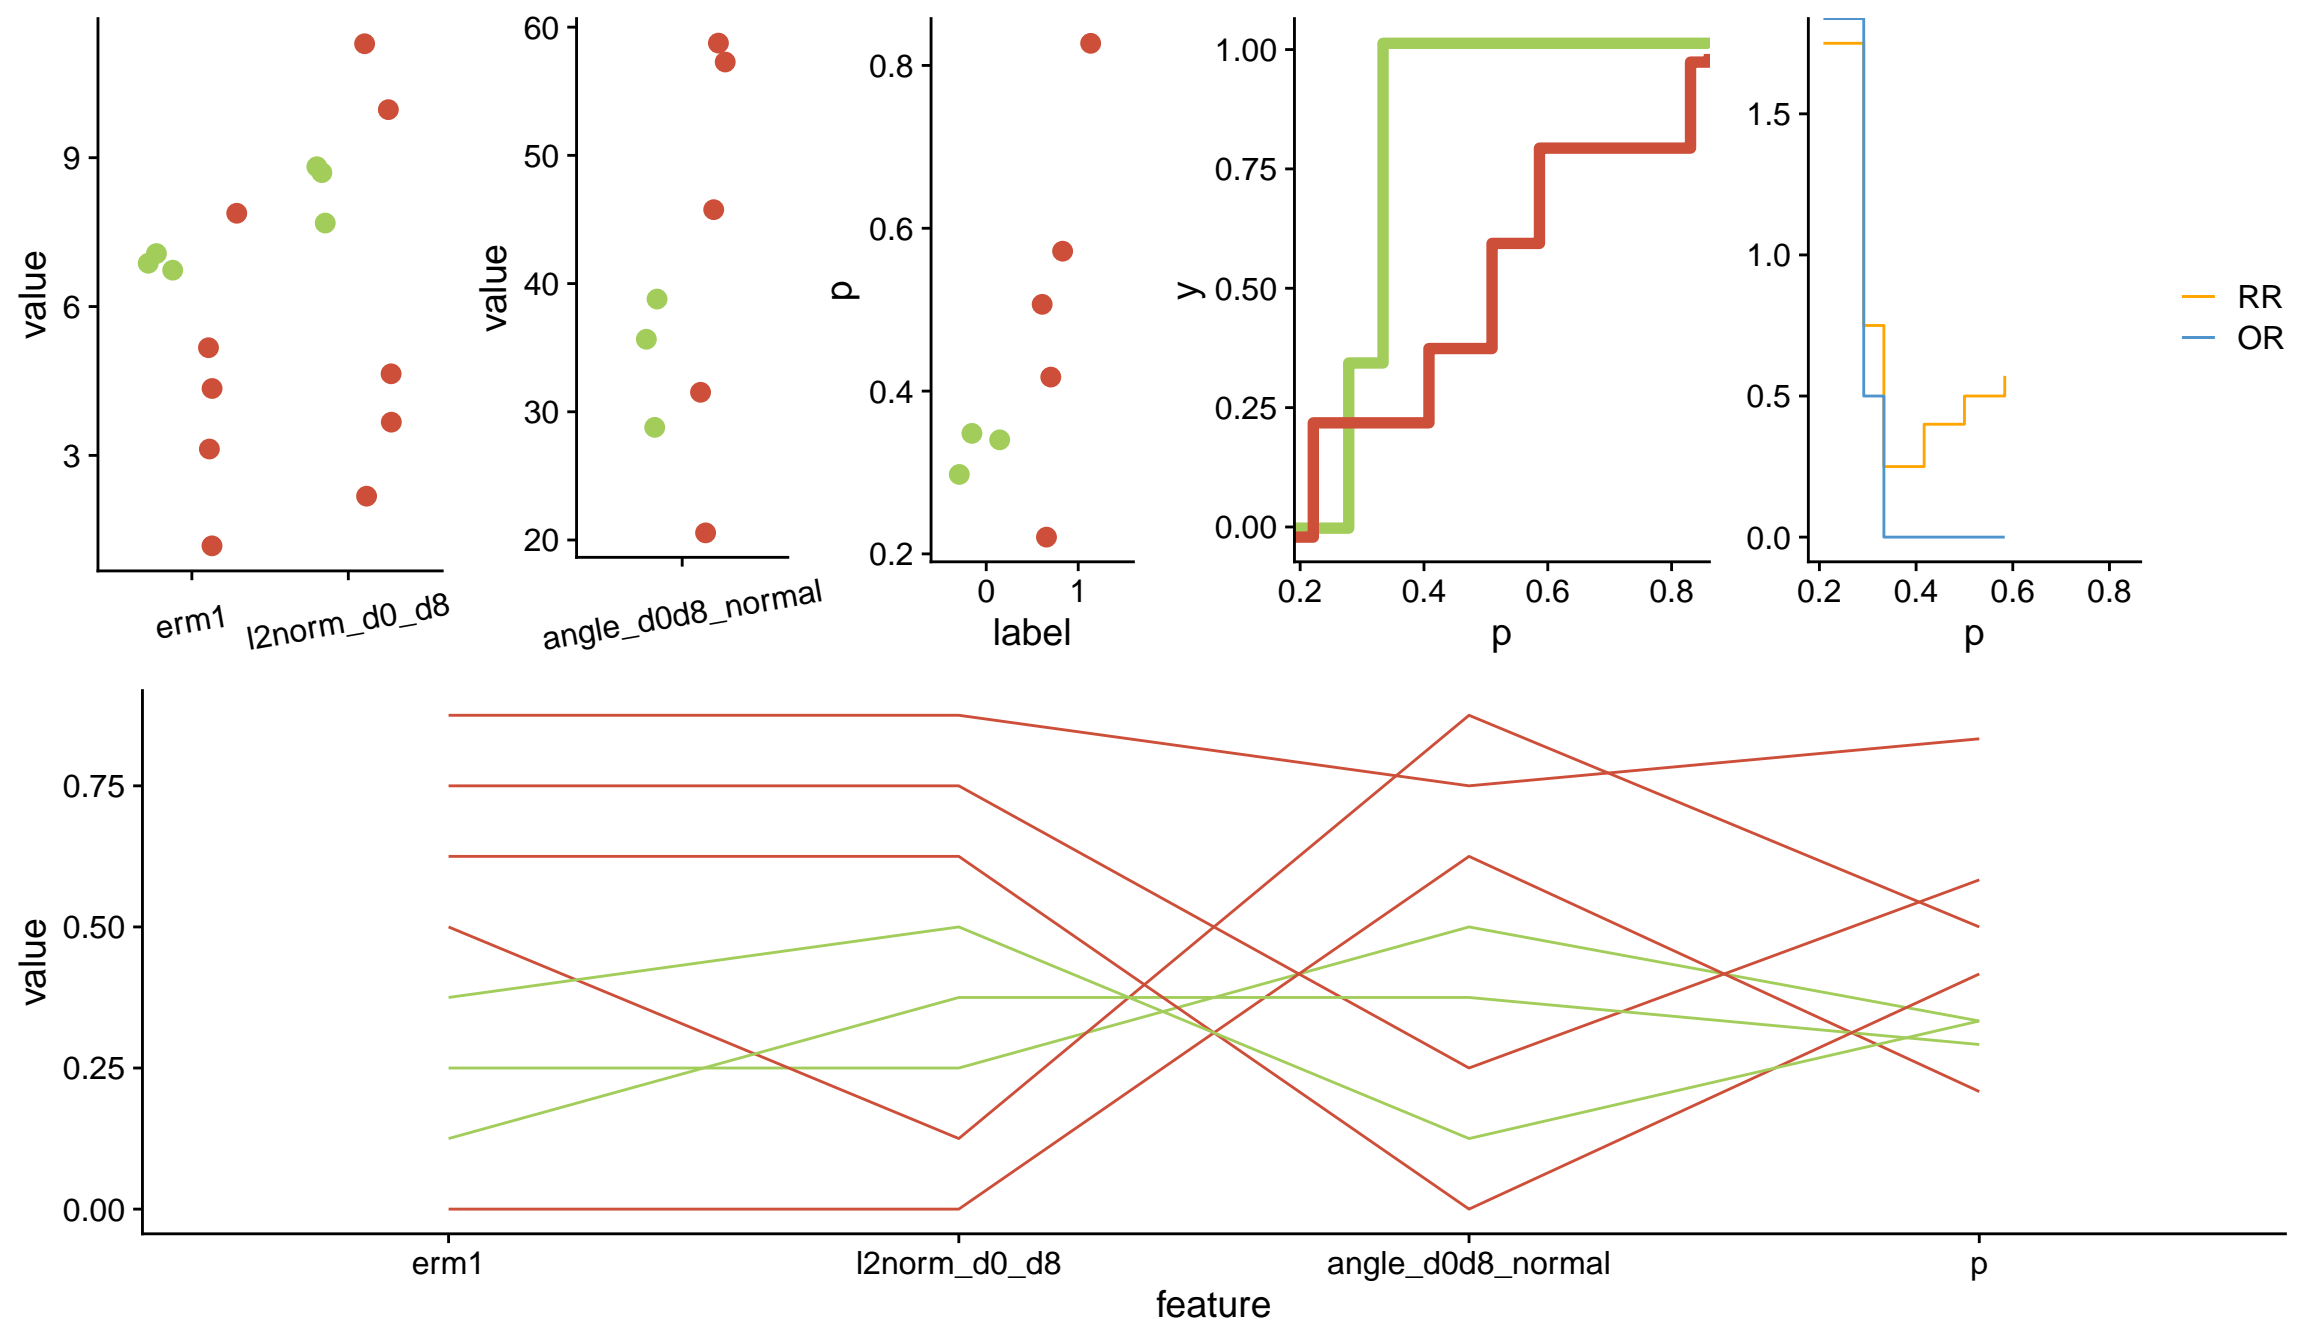 value
9
6
3
erm1
l2norm_d0_d8
value
60
50
40
30
20
angle_d0d8_normal
p
0.8
0.6
0.4
0.2
0 1
label
y
1.00
0.75
0.50
0.25
0.00
0.2 0.4 0.6 0.8
p
1.5
1.0
0.5
0.0
0.2 0.4 0.6 0.8
p
RR
OR
value
0.75
0.50
0.25
0.00
erm1 l2norm_d0_d8 angle_d0d8_normal p
feature